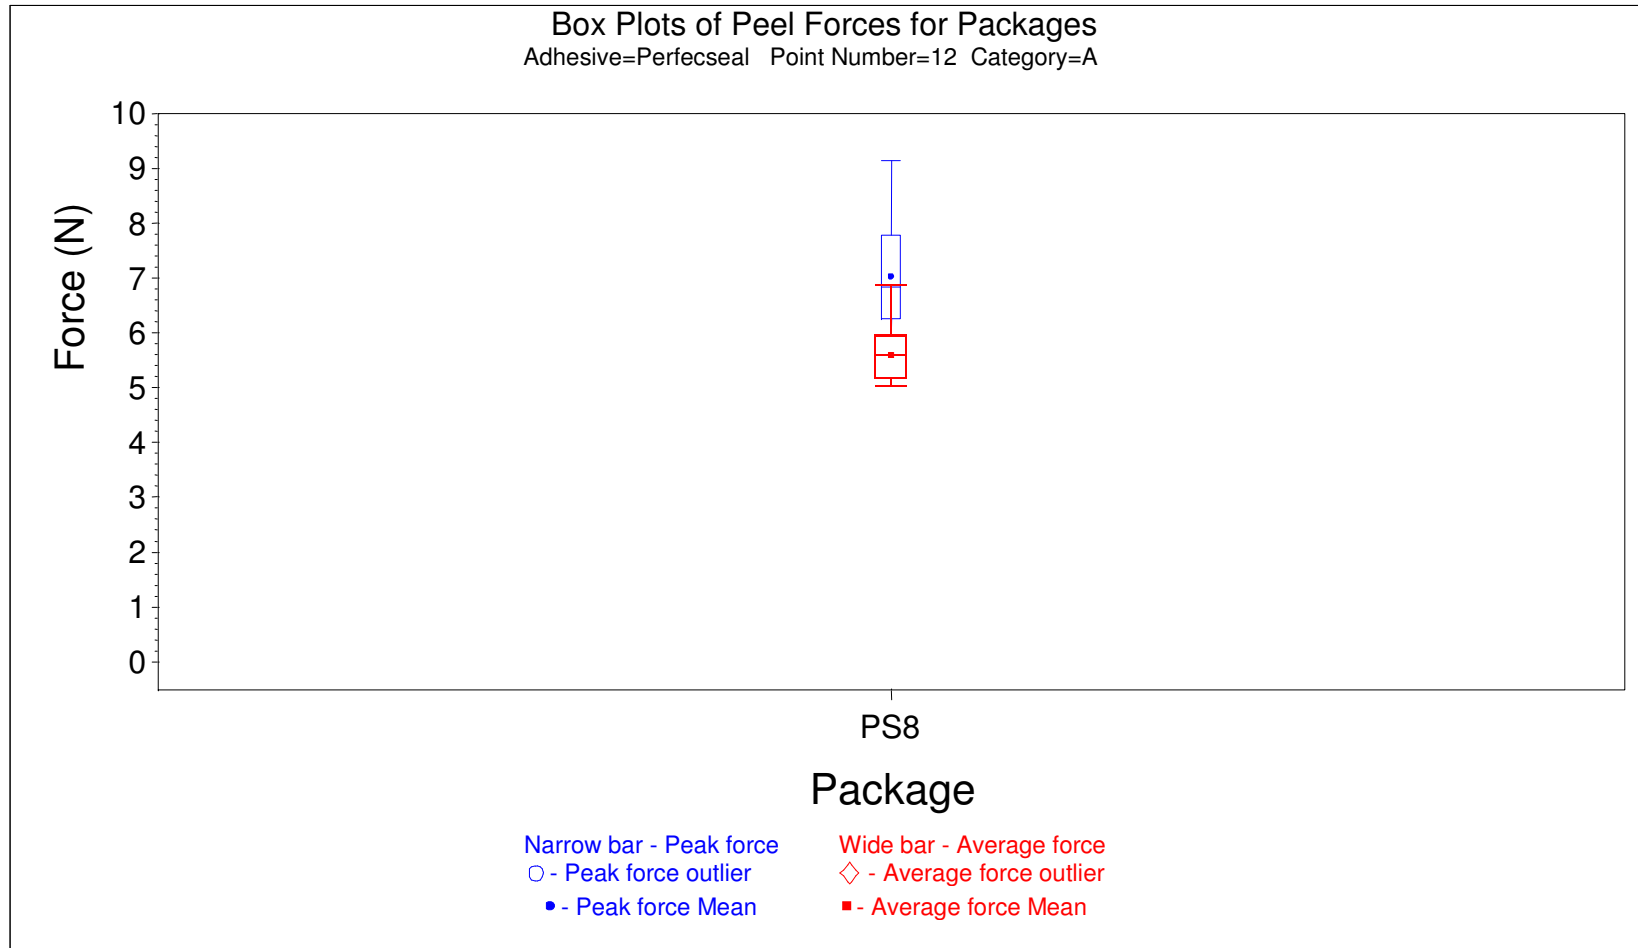 Box Plots of Peel Forces for Packages
Adhesive=Perfecseal Point Number=12 Category=A
10
9
8
7
6
5
4
3
2
1
0
Force (N)
PS8
Package
Narrow bar - Peak force Wide bar - Average force
- Peak force outlier - Average force outlier
- Peak force Mean - Average force Mean